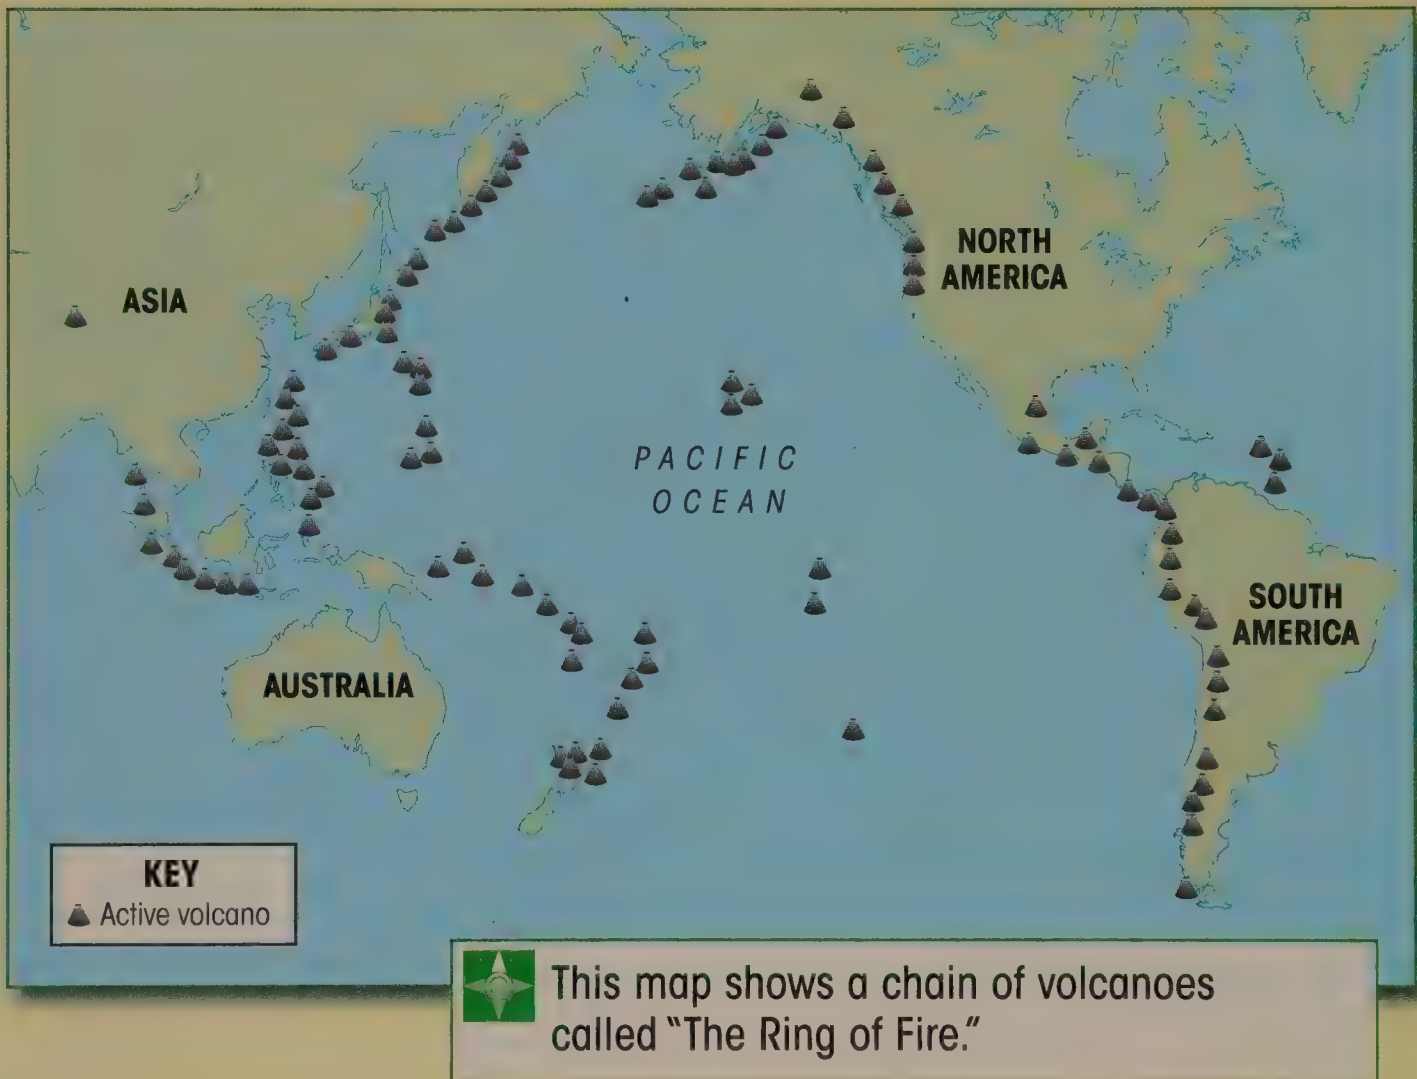 ASIA
NORTH
AMERICA
PACIFIC
OCEAN
SOUTH
AMERICA
AUSTRALIA
KEY
Active volcano
This map shows a chain of volcanoes
called “The Ring of Fire.”